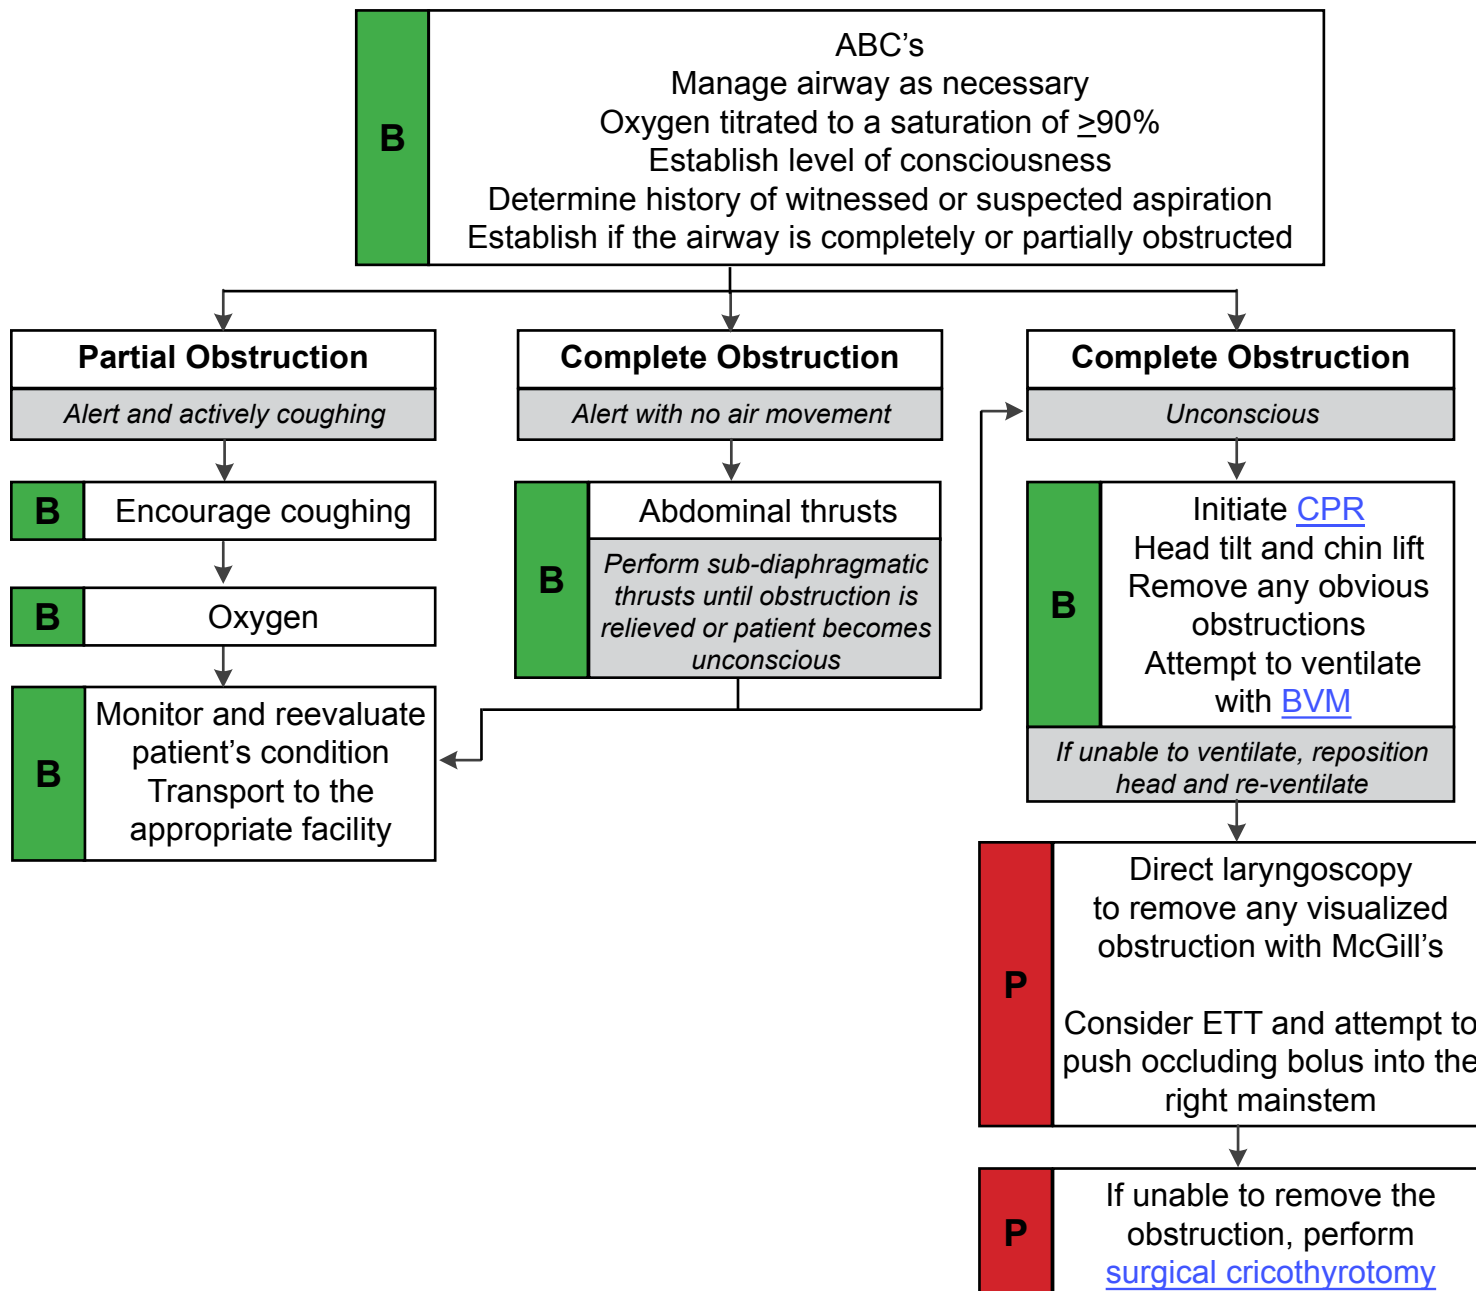 B
ABC’s
Manage airway as necessary
Oxygen titrated to a saturation of ≥90%
Establish level of consciousness
Determine history of witnessed or suspected aspiration
Establish if the airway is completely or partially obstructed
Partial Obstruction
Alert and actively coughing
B
Encourage coughing
B
Oxygen
B
Monitor and reevaluate
patient’s condition
Transport to the
appropriate facility
Complete Obstruction
Alert with no air movement
B
Abdominal thrusts
Perform sub-diaphragmatic
thrusts until obstruction is
relieved or patient becomes
unconscious
Complete Obstruction
Unconscious
B
Initiate CPR
Head tilt and chin lift
Remove any obvious
obstructions
Attempt to ventilate
with BVM
If unable to ventilate, reposition
head and re-ventilate
P
Direct laryngoscopy
to remove any visualized
obstruction with McGill’s
Consider ETT and attempt to
push occluding bolus into the
right mainstem
P
If unable to remove the
obstruction, perform
surgical cricothyrotomy